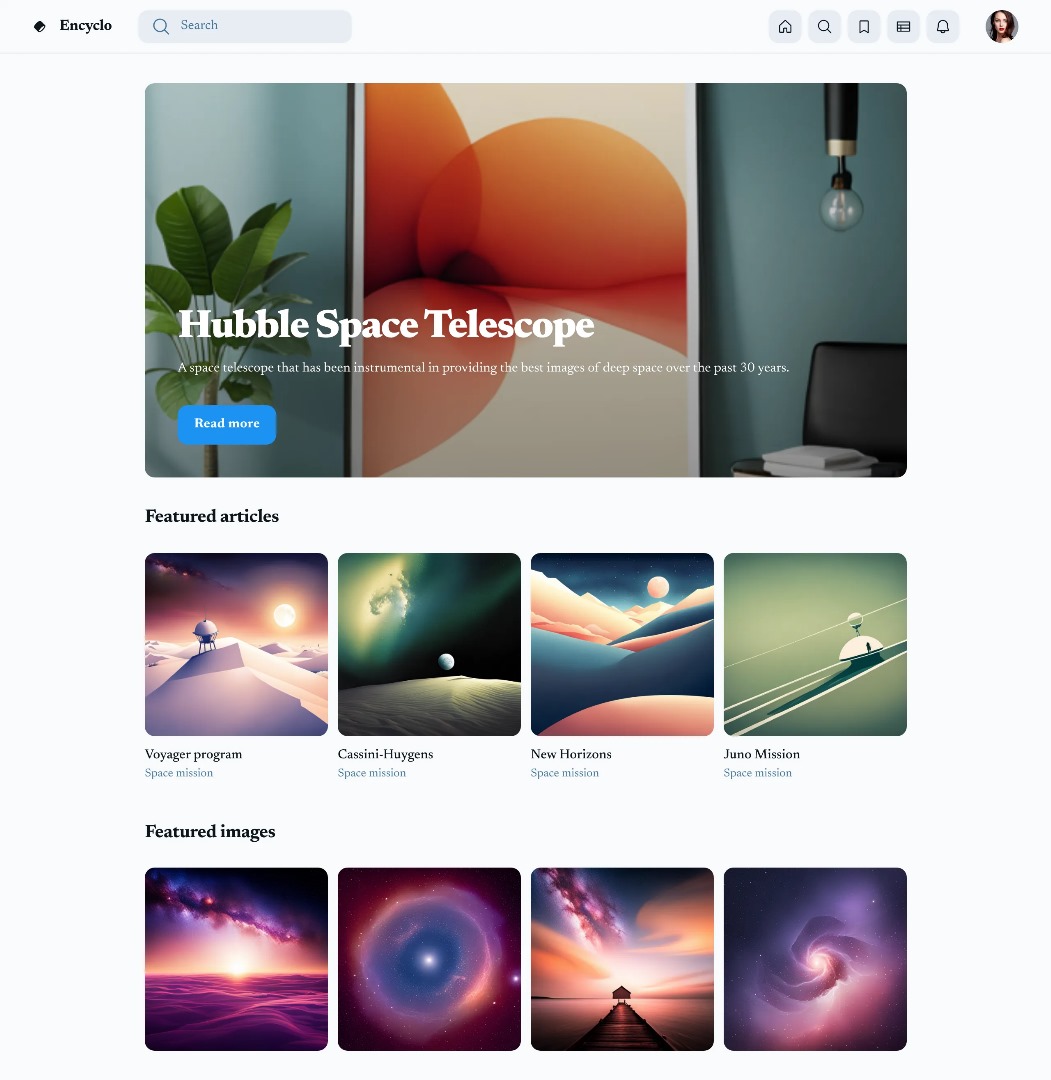 Encyclo
Search
Hubble Space Telescope
A space telescope that has been instrumental in providing the best images of deep space over the past 30 years.
Read more
Featured articles
Voyager program
Space mission
Cassini-Huygens
Space mission
New Horizons
Space mission
Juno Mission
Space mission
Featured images